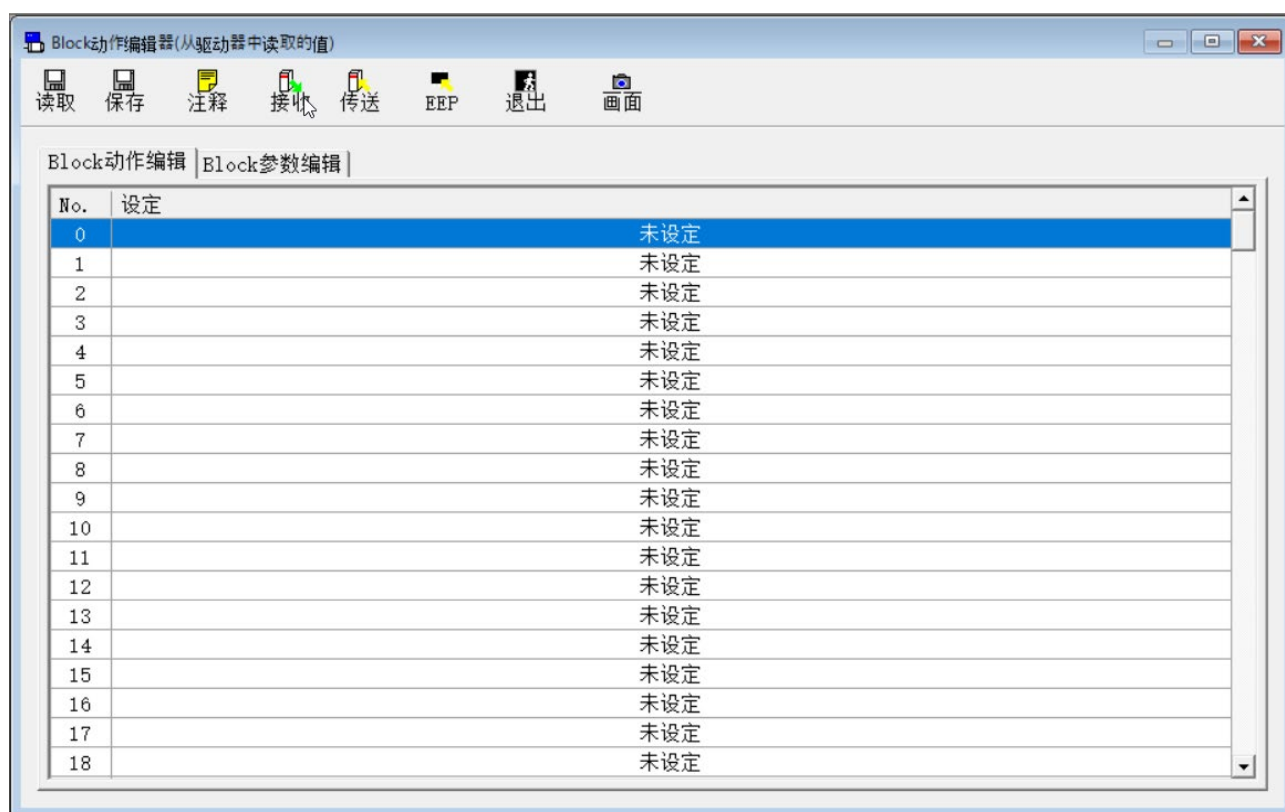 Block动作编辑器(从驱动器中读取的值)
读取 保存 注释 接收 传送 EEP 退出 画面
Block动作编辑 Block参数编辑
No. 设定
0 未设定
1 未设定
2 未设定
3 未设定
4 未设定
5 未设定
6 未设定
7 未设定
8 未设定
9 未设定
10 未设定
11 未设定
12 未设定
13 未设定
14 未设定
15 未设定
16 未设定
17 未设定
18 未设定